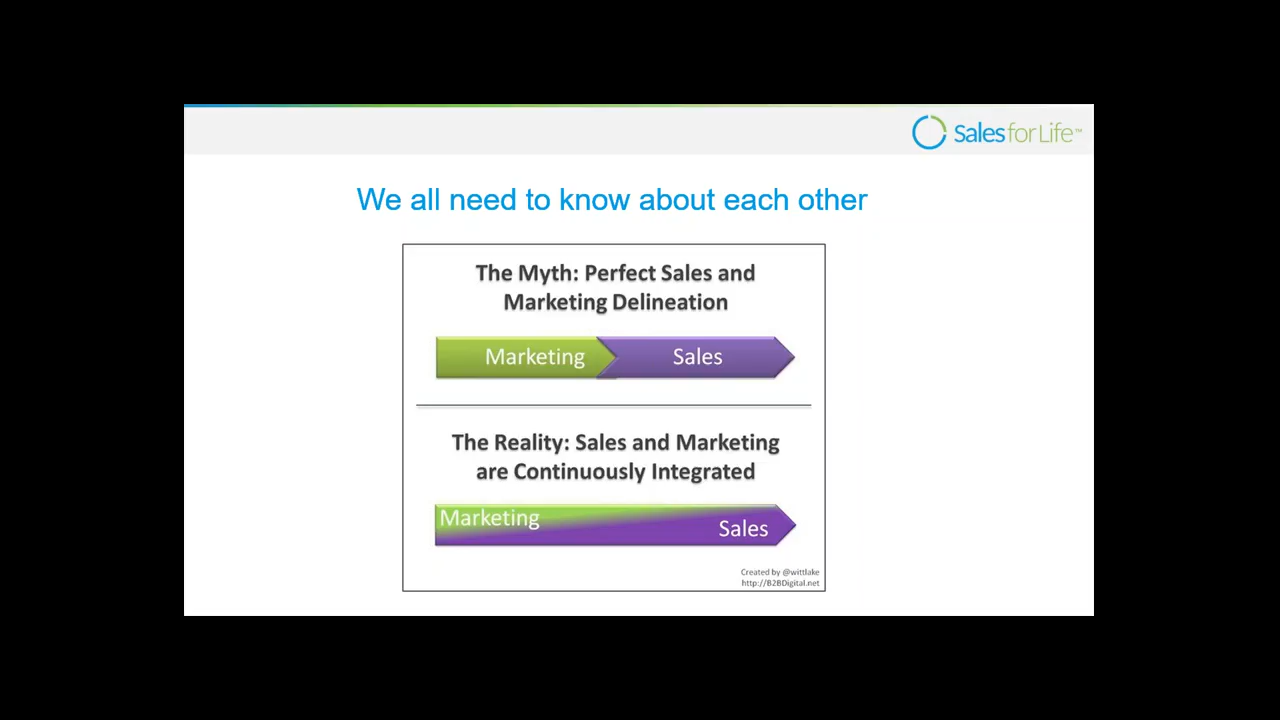 Sales for Life™
We all need to know about each other
The Myth: Perfect Sales and
Marketing Delineation
Marketing
Sales
The Reality: Sales and Marketing
are Continuously Integrated
Marketing
Sales
Created by @wittlake
http://B2BDigital.net